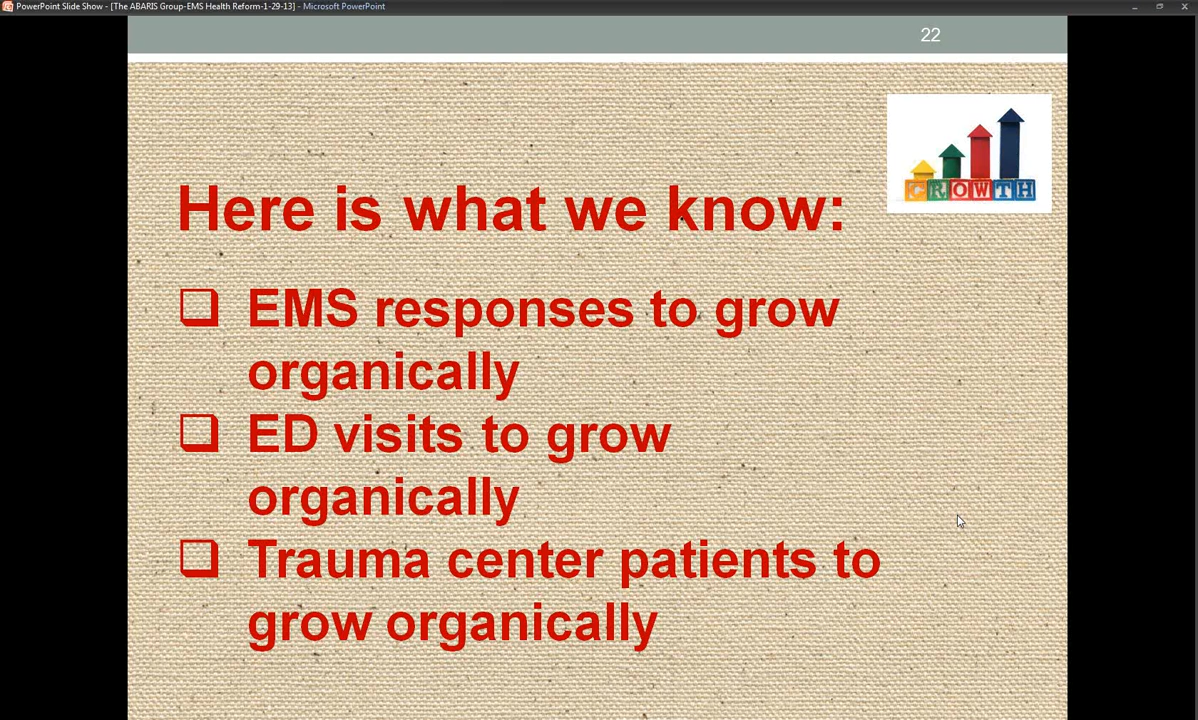 PowerPoint Slide Show - [The ABARIS Group-EMS Health Reform-1-29-13] - Microsoft PowerPoint
22
GROWTH
Here is what we know:
EMS responses to grow
organically
ED visits to grow
organically
Trauma center patients to
grow organically